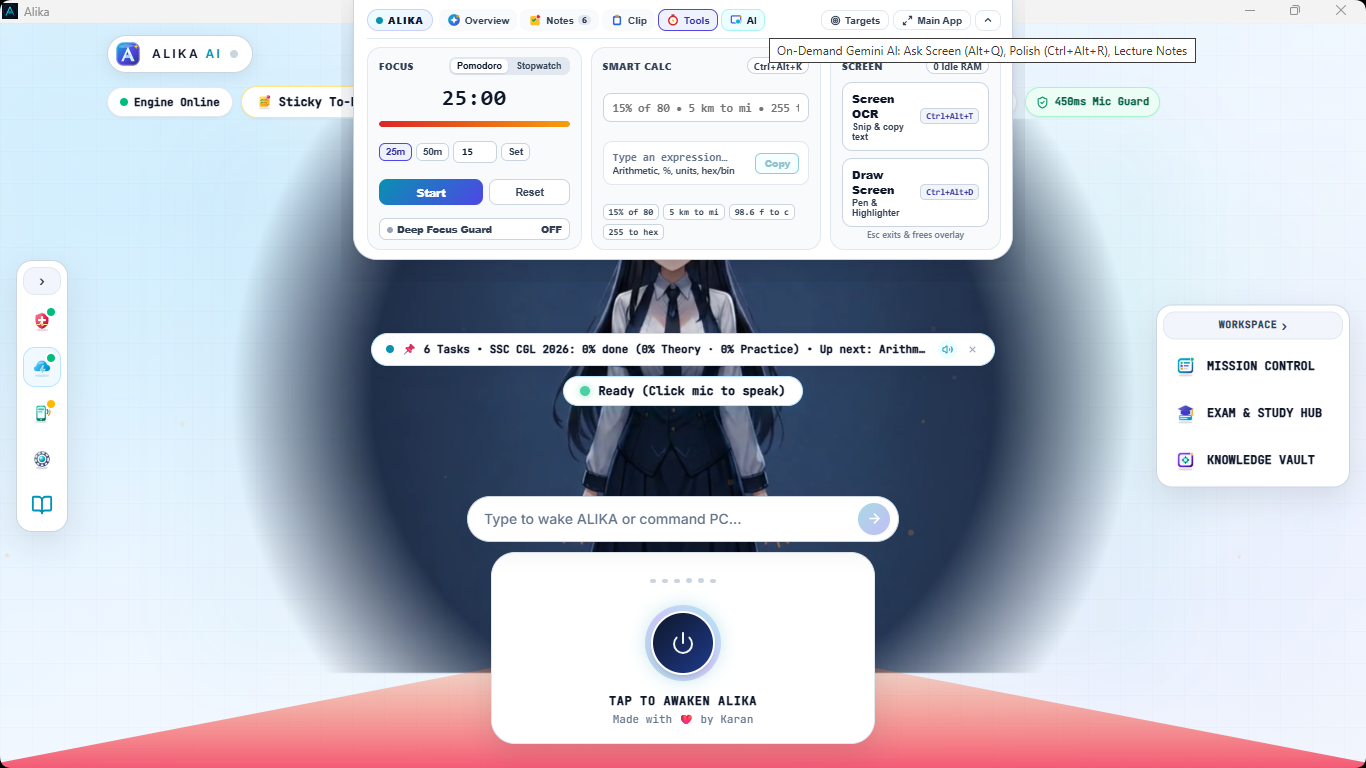 Alika
ALIKA AI
Engine Online
Sticky To-
450ms Mic Guard
ALIKA
Overview
Notes 6
Clip
Tools
AI
Targets
Main App
On-Demand Gemini AI: Ask Screen (Alt+Q), Polish (Ctrl+Alt+R), Lecture Notes
FOCUS
Pomodoro
Stopwatch
25:00
25m
50m
15
Set
Start
Reset
Deep Focus Guard
OFF
SMART CALC
Ctrl+Alt+K
15% of 80 • 5 km to mi • 255 t
Type an expression…
Arithmetic, %, units, hex/bin
Copy
15% of 80
5 km to mi
98.6 f to c
255 to hex
SCREEN
0 Idle RAM
Screen
OCR
Snip & copy
text
Ctrl+Alt+T
Draw
Screen
Pen &
Highlighter
Ctrl+Alt+D
Esc exits & frees overlay
6 Tasks • SSC CGL 2026: 0% done (0% Theory · 0% Practice) • Up next: Arithm…
Ready (Click mic to speak)
WORKSPACE
MISSION CONTROL
EXAM & STUDY HUB
KNOWLEDGE VAULT
Type to wake ALIKA or command PC...
TAP TO AWAKEN ALIKA
Made with ❤️ by Karan